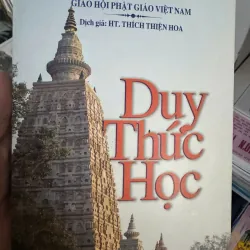 GIÁO HỘI PHẬT GIÁO VIỆT NAM
Dịch giả: HT. THÍCH THIỆN HOA
Duy
Thức
Học